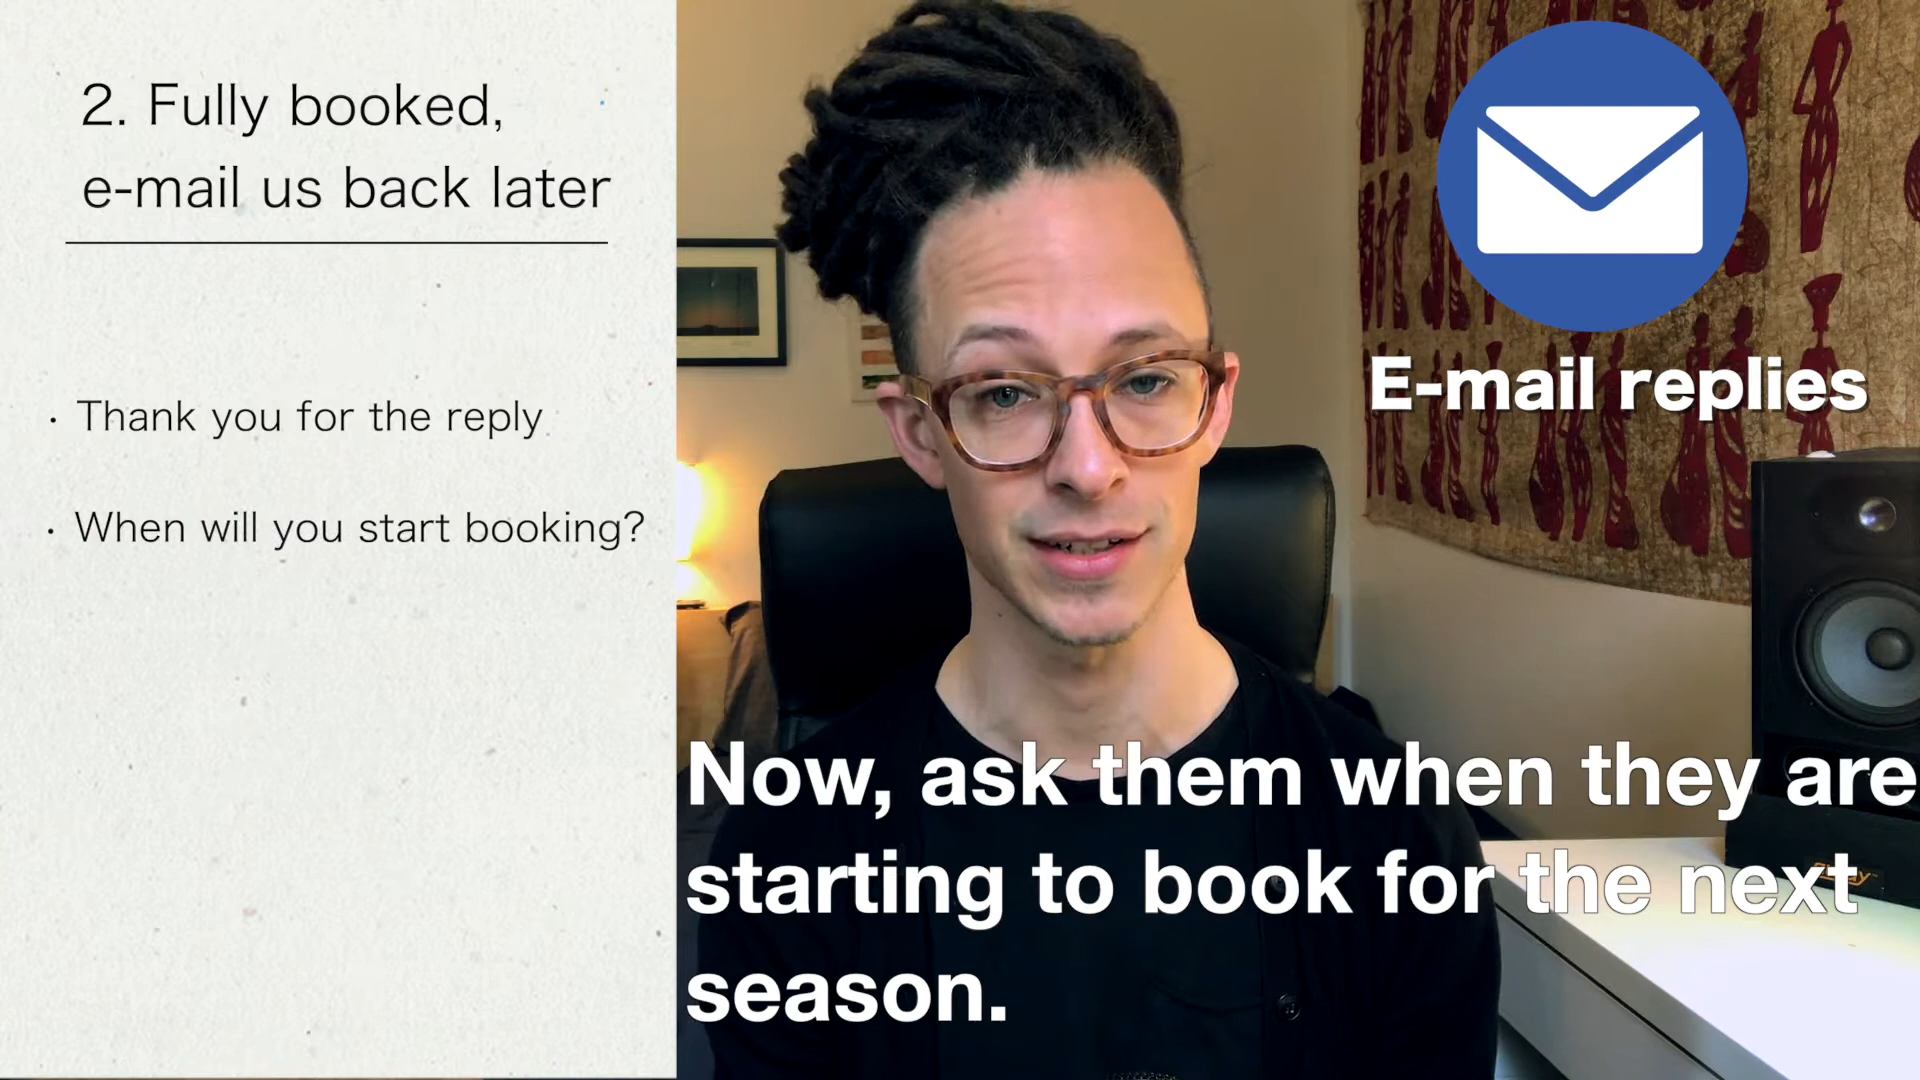 2. Fully booked,
e-mail us back later
· Thank you for the reply
· When will you start booking?
E-mail replies
Now, ask them when they are
starting to book for the next
season.